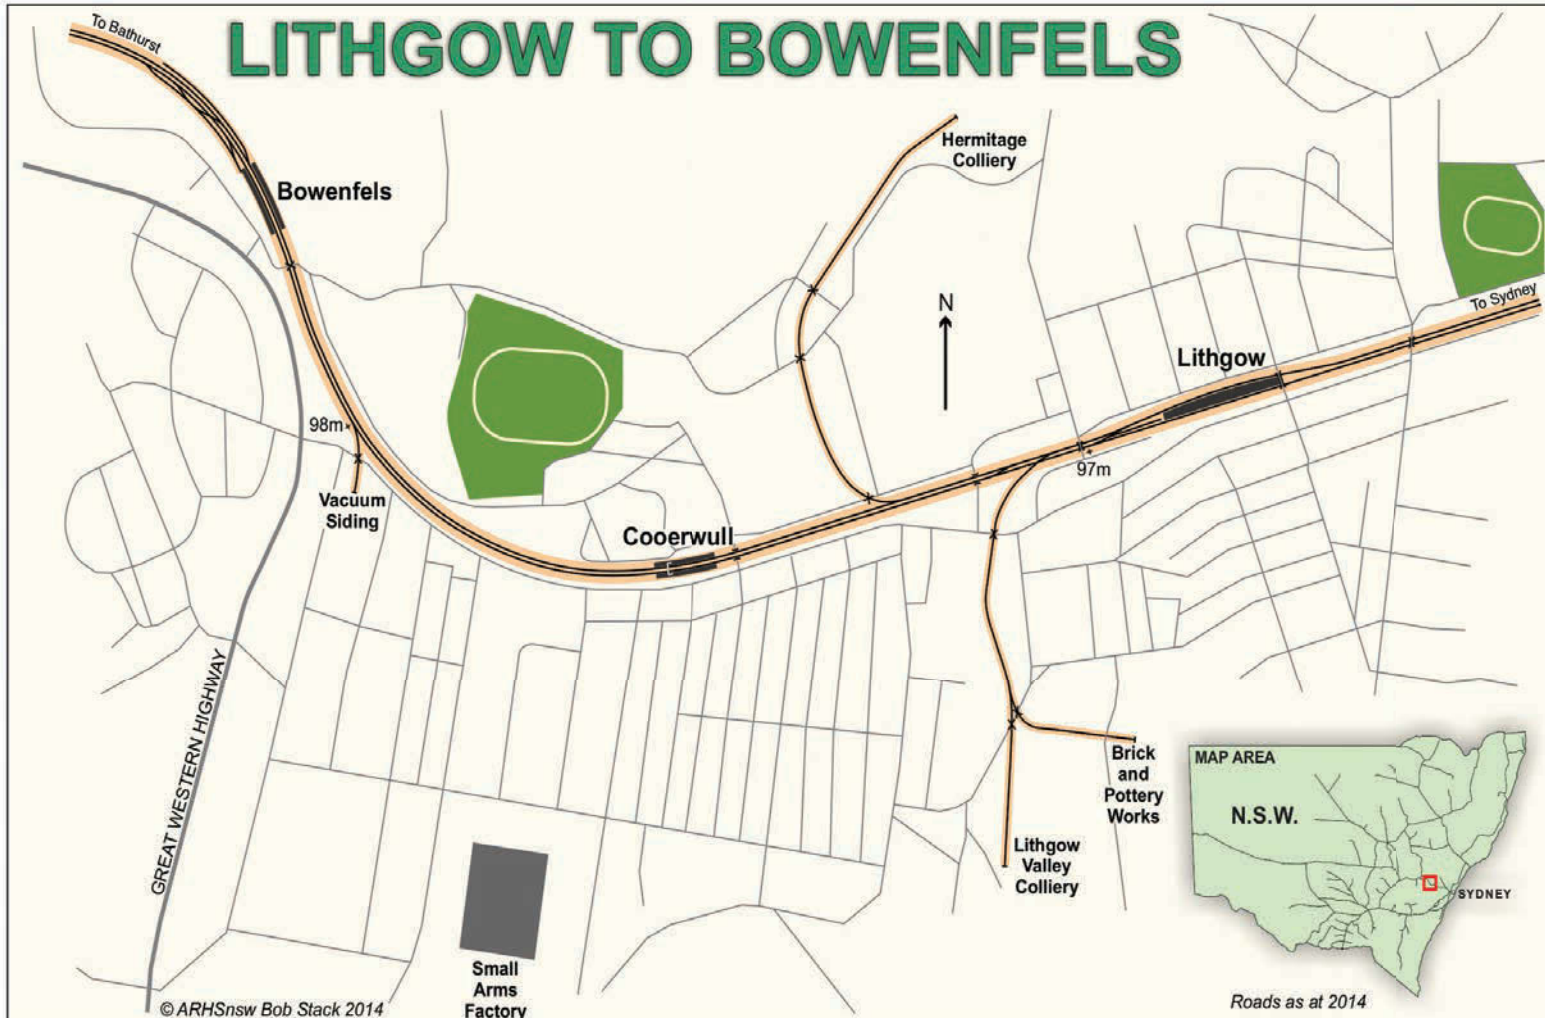 LITHGOW TO BOWENFELS
To Bathurst
Hermitage
Colliery
Bowenfels
N
To Sydney
Lithgow
98m
97m
Vacuum
Siding
Cooerwull
GREAT WESTERN HIGHWAY
Brick
and
Pottery
Works
Lithgow
Valley
Colliery
MAP AREA
N.S.W.
SYDNEY
Small
Arms
Factory
© ARHSnsw Bob Stack 2014
Roads as at 2014